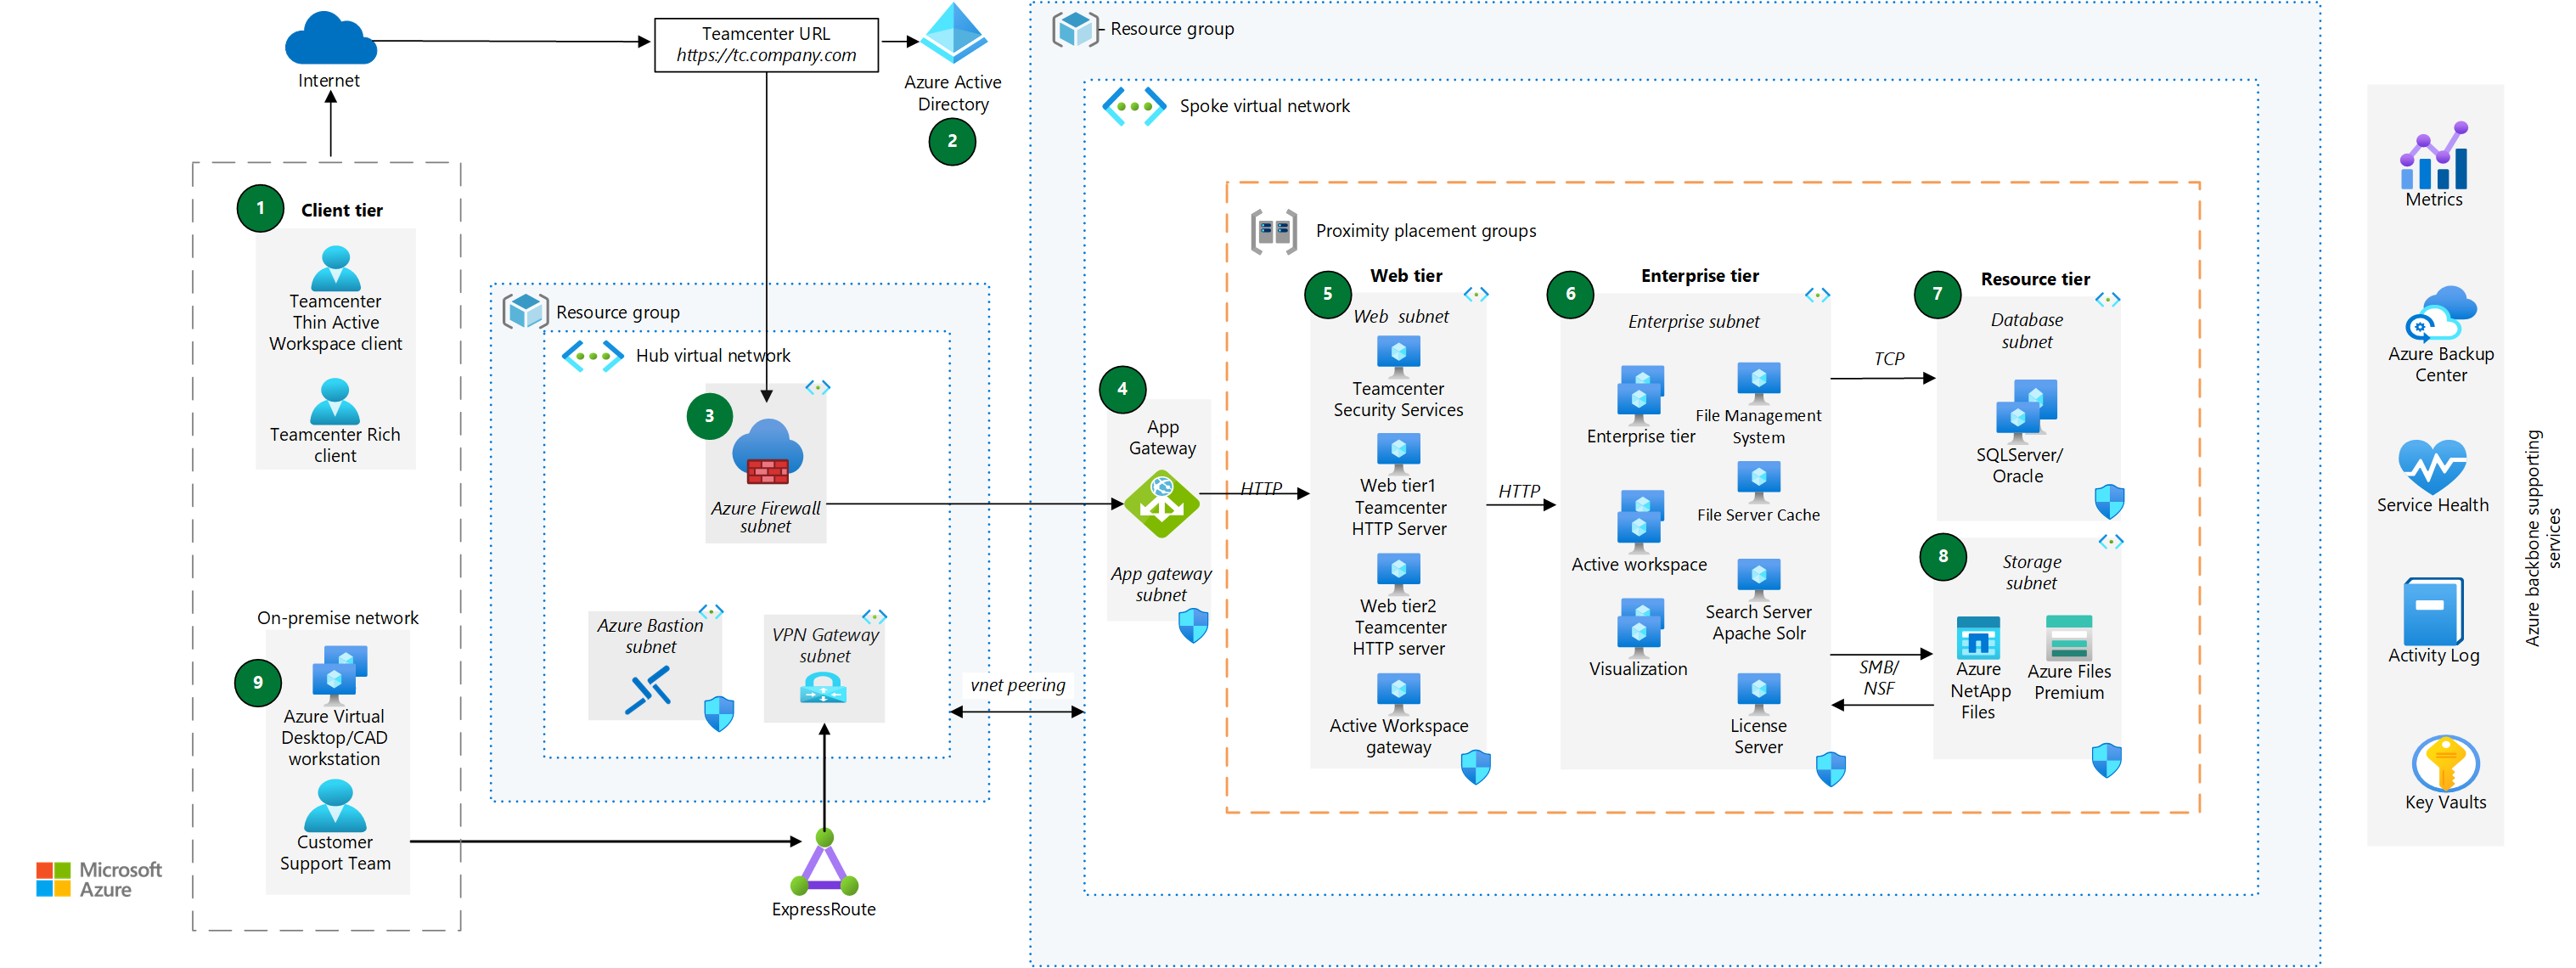 Internet
Teamcenter URL
https://tc.company.com
Azure Active
Directory
2
1
Client tier
Teamcenter
Thin Active
Workspace client
Teamcenter Rich
client
On-premise network
9
Azure Virtual
Desktop/CAD
workstation
Customer
Support Team
Microsoft
Azure
Resource group
Hub virtual network
3
Azure Firewall
subnet
Azure Bastion
subnet
VPN Gateway
subnet
ExpressRoute
vnet peering
Resource group
Spoke virtual network
4
App
Gateway
App gateway
subnet
HTTP
Proximity placement groups
5
Web tier
Web subnet
Teamcenter
Security Services
Web tier1
Teamcenter
HTTP Server
Web tier2
Teamcenter
HTTP server
Active Workspace
gateway
HTTP
6
Enterprise tier
Enterprise subnet
Enterprise tier
Active workspace
Visualization
File Management
System
File Server Cache
Search Server
Apache Solr
License
Server
TCP
SMB/
NSF
7
Resource tier
Database
subnet
SQLServer/
Oracle
8
Storage
subnet
Azure
NetApp
Files
Azure Files
Premium
Metrics
Azure Backup
Center
Service Health
Activity Log
Key Vaults
Azure backbone supporting
services